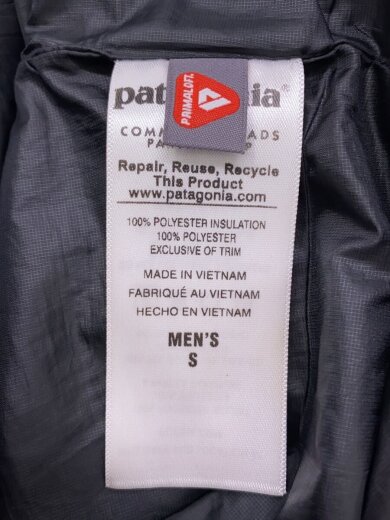 PRIMALOFT
patagonia®
Repair, Reuse, Recycle
This Product
www.patagonia.com
100% POLYESTER INSULATION
100% POLYESTER
EXCLUSIVE OF TRIM
MADE IN VIETNAM
FABRIQUÉ AU VIETNAM
HECHO EN VIETNAM
MEN'S
S